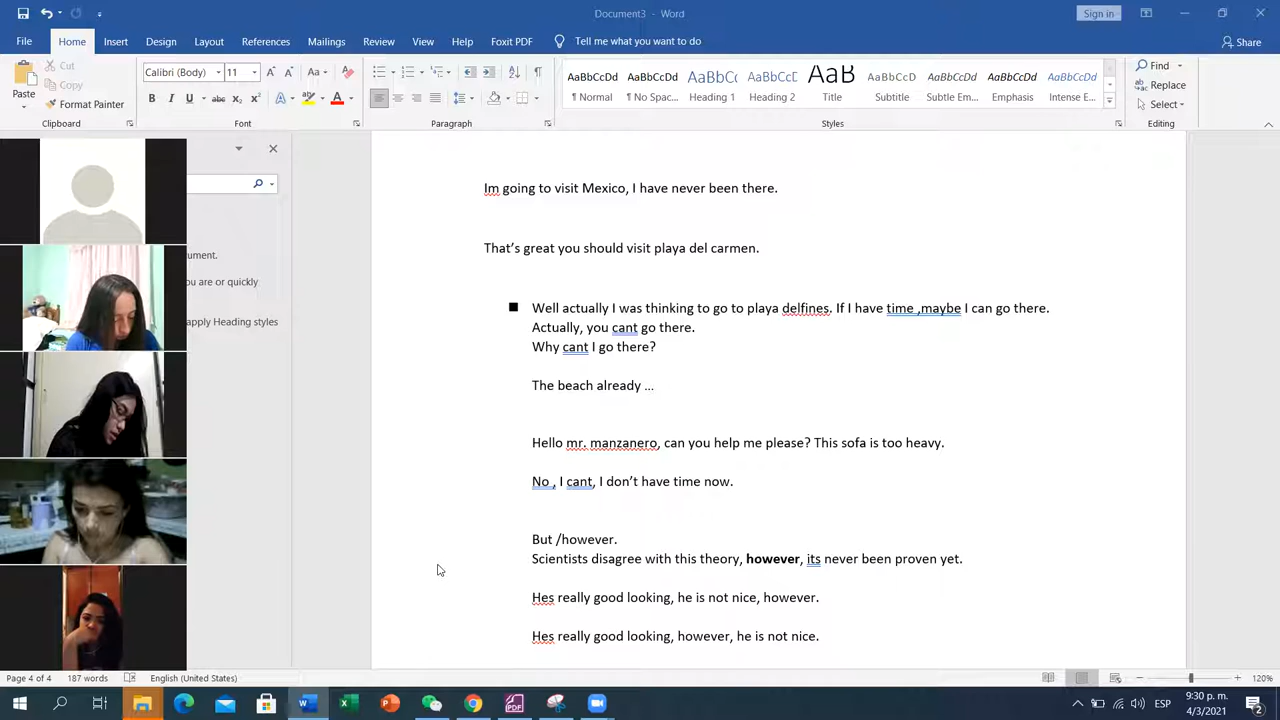 Document3 - Word
Sign in
File Home Insert Draw Design Layout References Mailings Review View Help Foxit PDF Tell me what you want to do Share
Paste
Cut
Copy
Format Painter
Clipboard
Calibri (Body) 11
Font
Paragraph
AaBbCcDd AaBbCcDd AaBbCc AaBbCcD AaB AaBbCcDd AaBbCcDd AaBbCcDd AaBbCcDd
¶ Normal ¶ No Spac... Heading 1 Heading 2 Title Subtitle Subtle Em... Emphasis Intense E...
Styles
Find
Replace
Select
Editing
ument.
u are or quickly
apply Heading styles
Im going to visit Mexico, I have never been there.
That's great you should visit playa del carmen.
Well actually I was thinking to go to playa delfines. If I have time ,maybe I can go there.
Actually, you cant go there.
Why cant I go there?
The beach already ...
Hello mr. manzanero, can you help me please? This sofa is too heavy.
No , I cant, I don't have time now.
But /however.
Scientists disagree with this theory, however, its never been proven yet.
Hes really good looking, he is not nice, however.
Hes really good looking, however, he is not nice.
Page 4 of 4 187 words English (United States) 120%
ESP
9:30 p. m.
4/3/2021
2